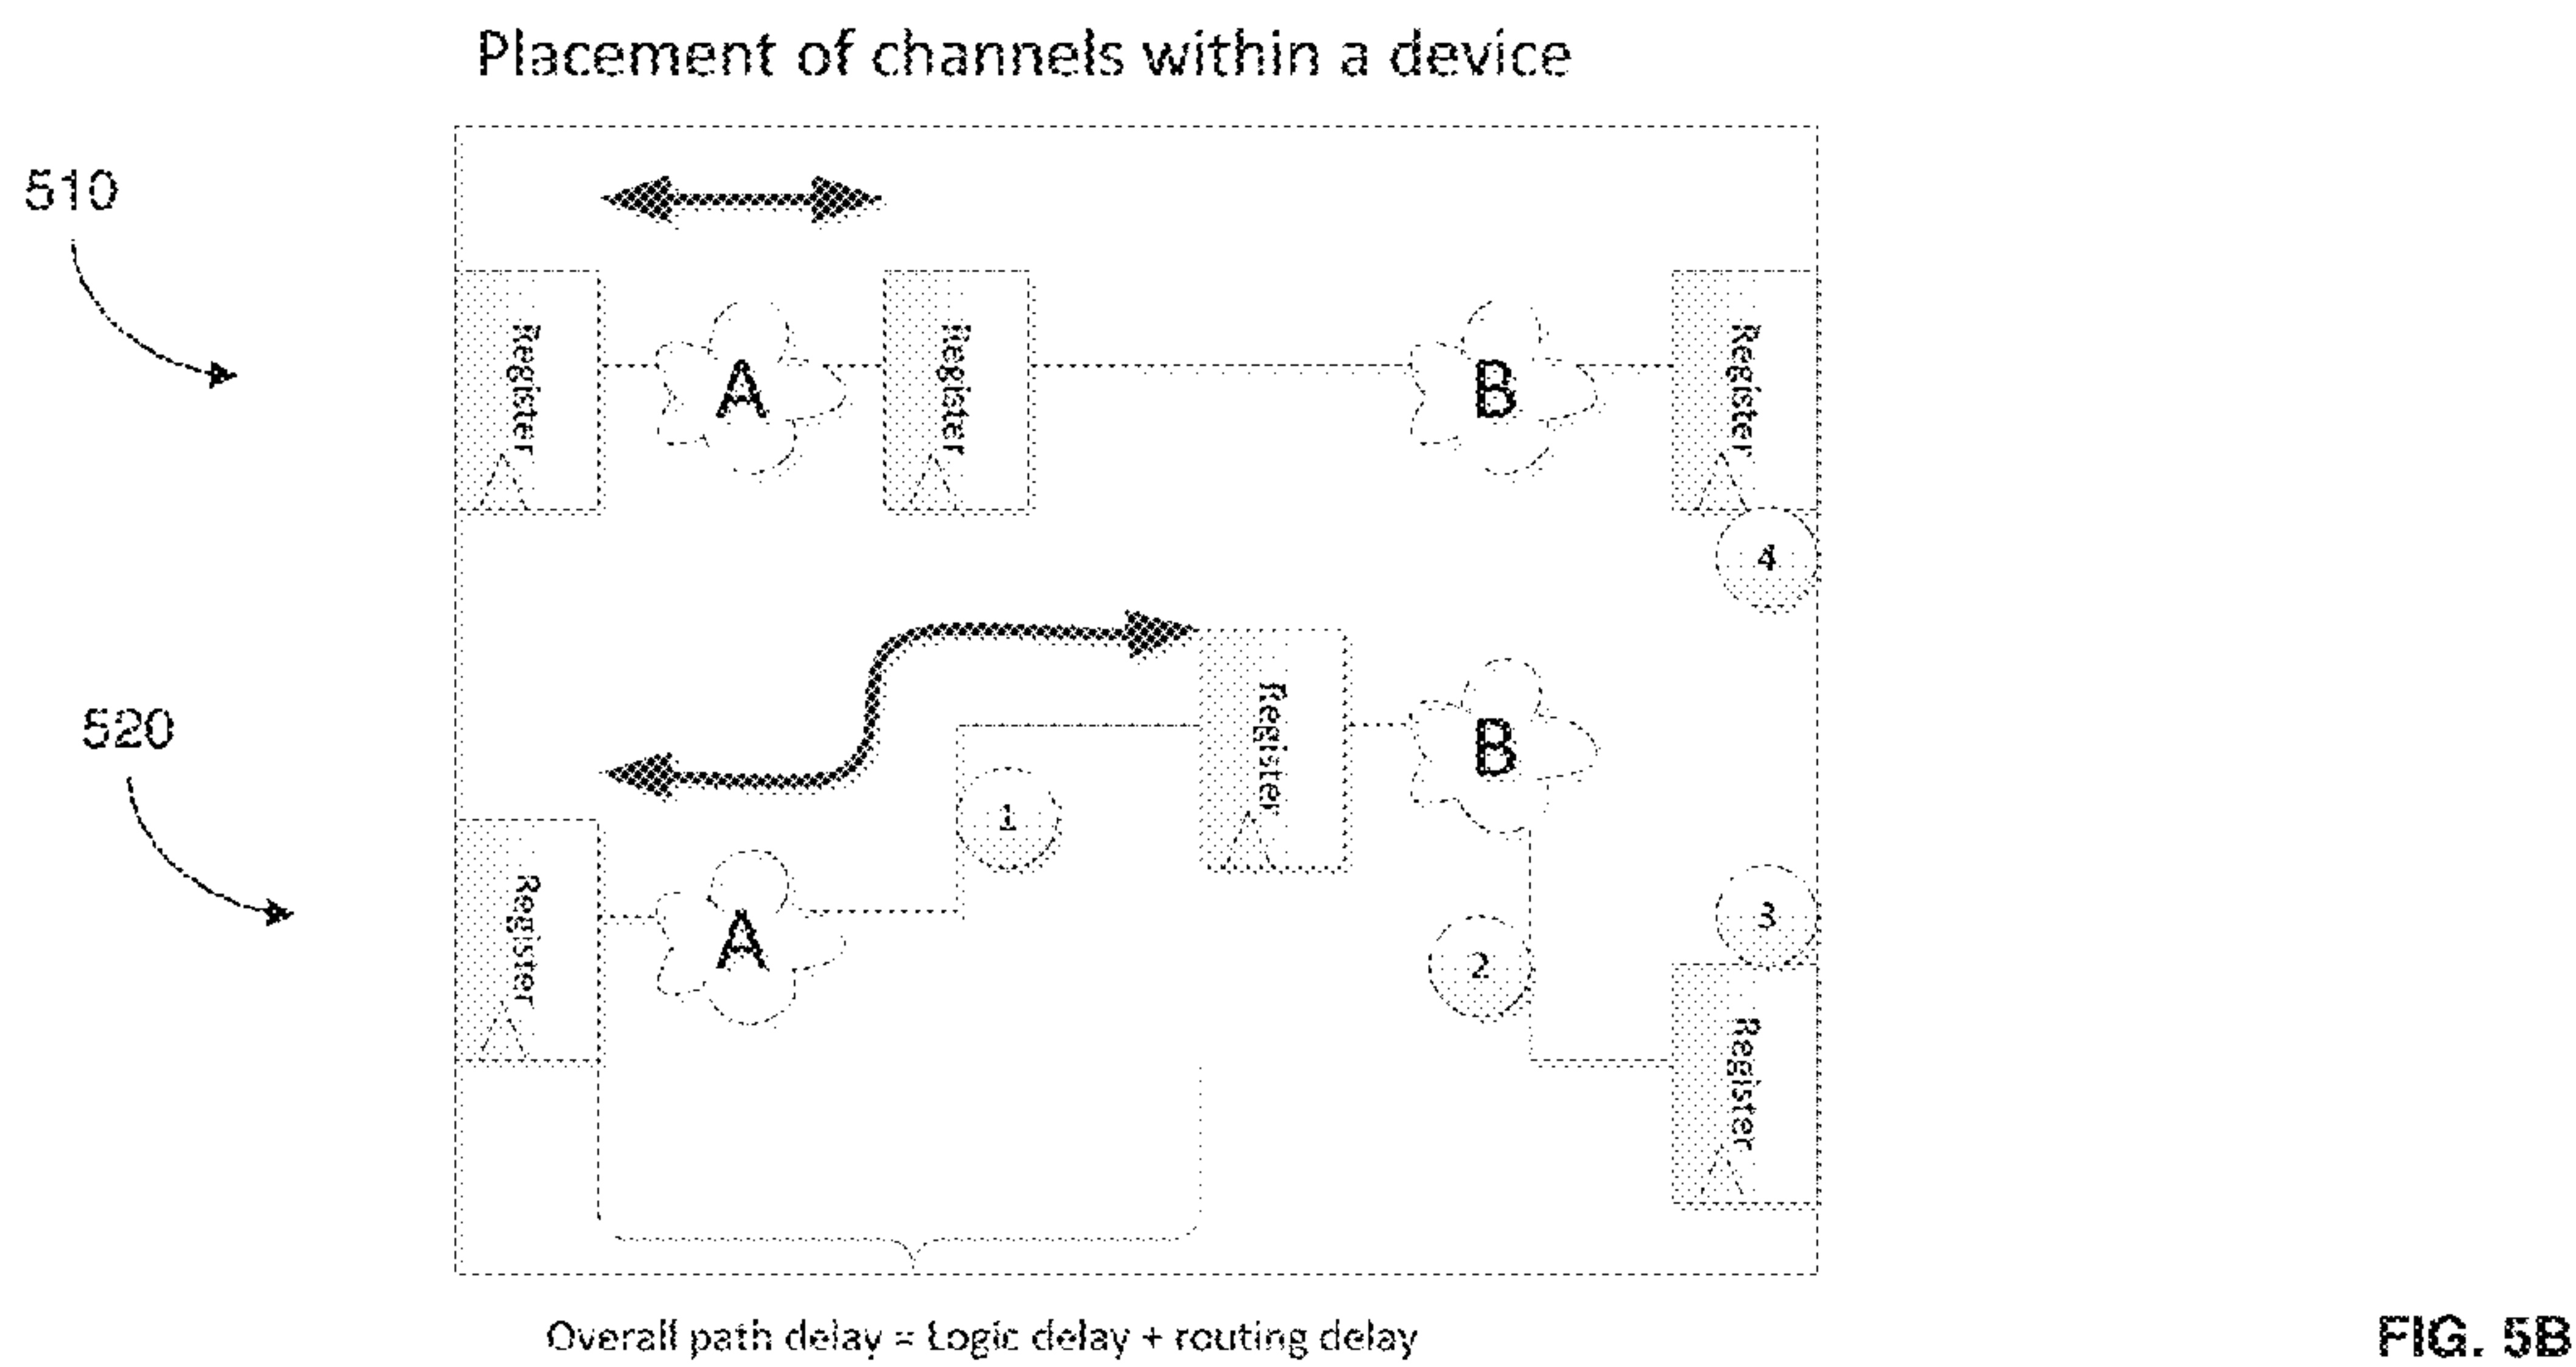 Placement of channels within a device
510
Register
A
Register
B
Register
4
520
Register
B
1
Register
A
2
3
Register
Overall path delay = Logic delay + routing delay
FIG. 5B